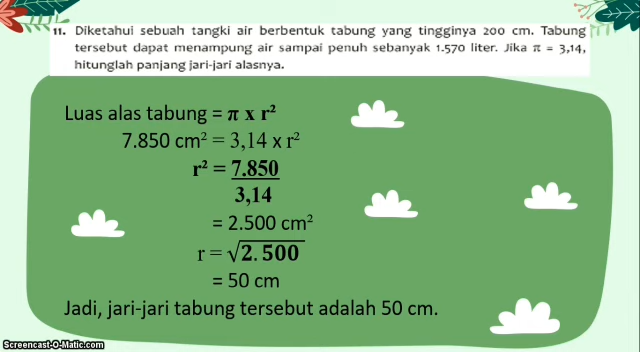 11. Diketahui sebuah tangki air berbentuk tabung yang tingginya 200 cm. Tabung
tersebut dapat menampung air sampai penuh sebanyak 1.570 liter. Jika π = 3,14,
hitunglah panjang jari-jari alasnya.
Luas alas tabung = π x r²
7.850 cm² = 3,14 x r²
r² = 7.850
3,14
= 2.500 cm²
r = √2.500
= 50 cm
Jadi, jari-jari tabung tersebut adalah 50 cm.
Screencast-O-Matic.com